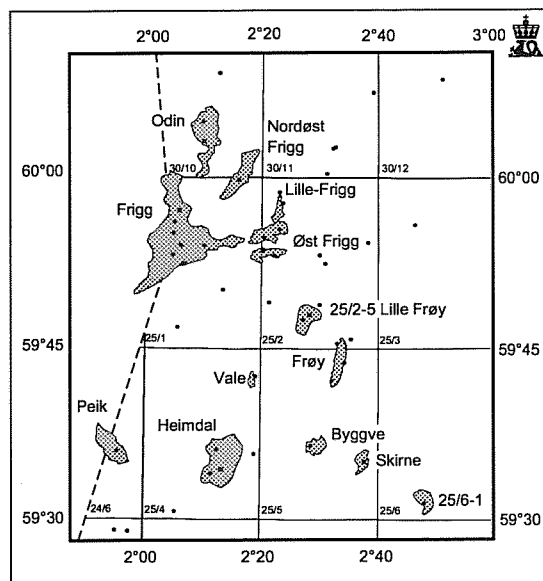 2°00 2°20 2°40 3°00
Odin
Nordøst
Frigg
60°00 30/10 30/11 30/12 60°00
Lille-Frigg
Frigg
Øst Frigg
25/2-5 Lille Frøy
59°45 25/1 25/2 25/3 59°45
Vale
Frøy
Peik
Heimdal
Byggve
Skirne
25/6-1
59°30 24/6 25/4 25/5 25/6 59°30
2°00 2°20 2°40